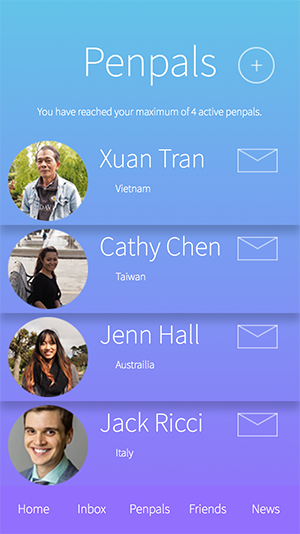 Penpals
+
You have reached your maximum of 4 active penpals.
Xuan Tran
Vietnam
Cathy Chen
Taiwan
Jenn Hall
Austrailia
Jack Ricci
Italy
Home Inbox Penpals Friends News